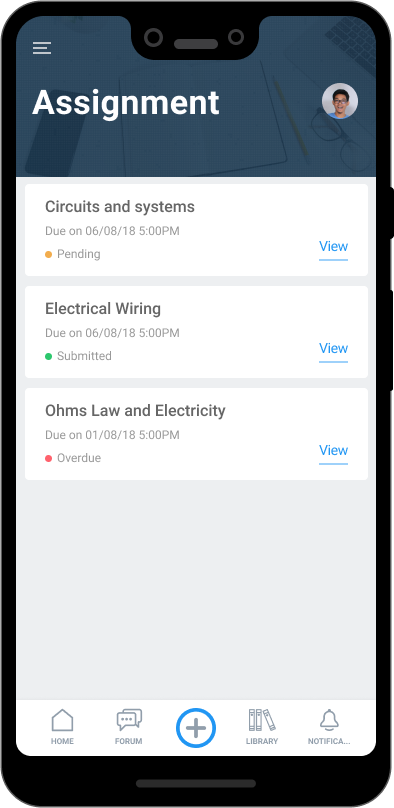 Assignment
Circuits and systems
Due on 06/08/18 5:00PM
Pending
View
Electrical Wiring
Due on 06/08/18 5:00PM
Submitted
View
Ohms Law and Electricity
Due on 01/08/18 5:00PM
Overdue
View
HOME FORUM LIBRARY NOTIFICA...